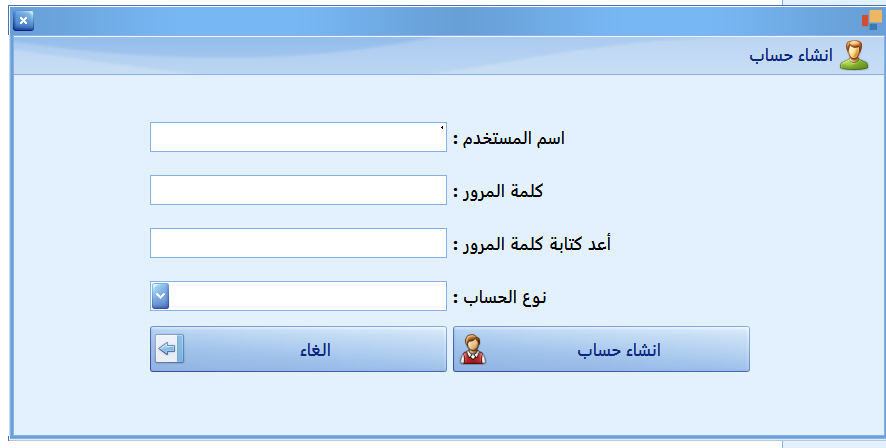 انشاء حساب
اسم المستخدم :
كلمة المرور :
أعد كتابة كلمة المرور :
نوع الحساب :
انشاء حساب
الغاء